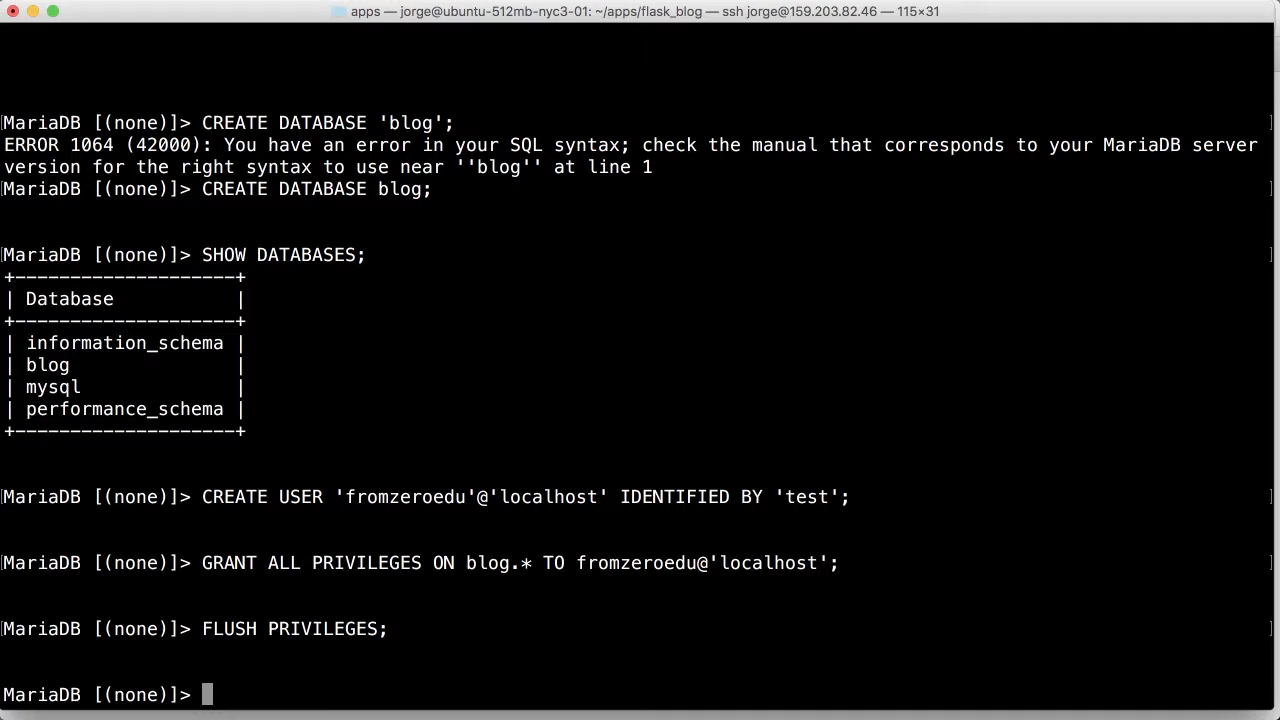 apps — jorge@ubuntu-512mb-nyc3-01: ~/apps/flask_blog — ssh jorge@159.203.82.46 — 115×31
MariaDB [(none)]> CREATE DATABASE 'blog';
ERROR 1064 (42000): You have an error in your SQL syntax; check the manual that corresponds to your MariaDB server
version for the right syntax to use near ''blog'' at line 1
MariaDB [(none)]> CREATE DATABASE blog;
MariaDB [(none)]> SHOW DATABASES;
+--------------------+
| Database           |
+--------------------+
| information_schema |
| blog               |
| mysql              |
| performance_schema |
+--------------------+
MariaDB [(none)]> CREATE USER 'fromzeroedu'@'localhost' IDENTIFIED BY 'test';
MariaDB [(none)]> GRANT ALL PRIVILEGES ON blog.* TO fromzeroedu@'localhost';
MariaDB [(none)]> FLUSH PRIVILEGES;
MariaDB [(none)]>